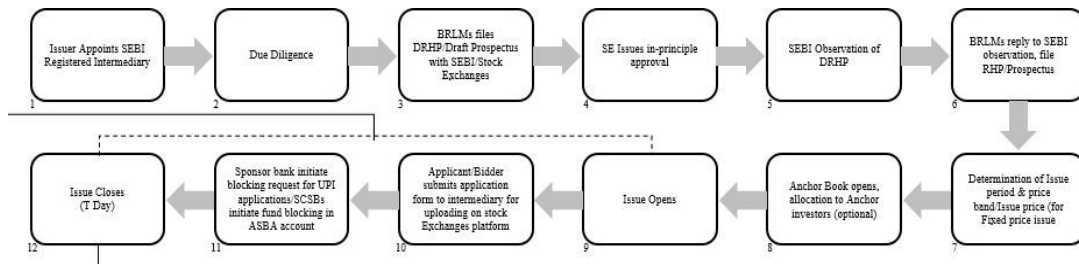 Issuer Appoints SEBI
Registered Intermediary
1
Due Diligence
2
BRLMs files
DRHP/Draft Prospectus
with SEBI/Stock
Exchanges
3
SE Issues in-principle
approval
4
SEBI Observation of
DRHP
5
BRLMs reply to SEBI
observation, file
RHP/Prospectus
6
Determination of Issue
period & price
band/Issue price (for
Fixed price issue
7
Anchor Book opens,
allocation to Anchor
investors (optional)
8
Issue Opens
9
Applicant/Bidder
submits application
form to intermediary for
uploading on stock
Exchanges platform
10
Sponsor bank initiate
blocking request for UPI
applications/SCSBs
initiate fund blocking in
ASBA account
11
Issue Closes
(T Day)
12